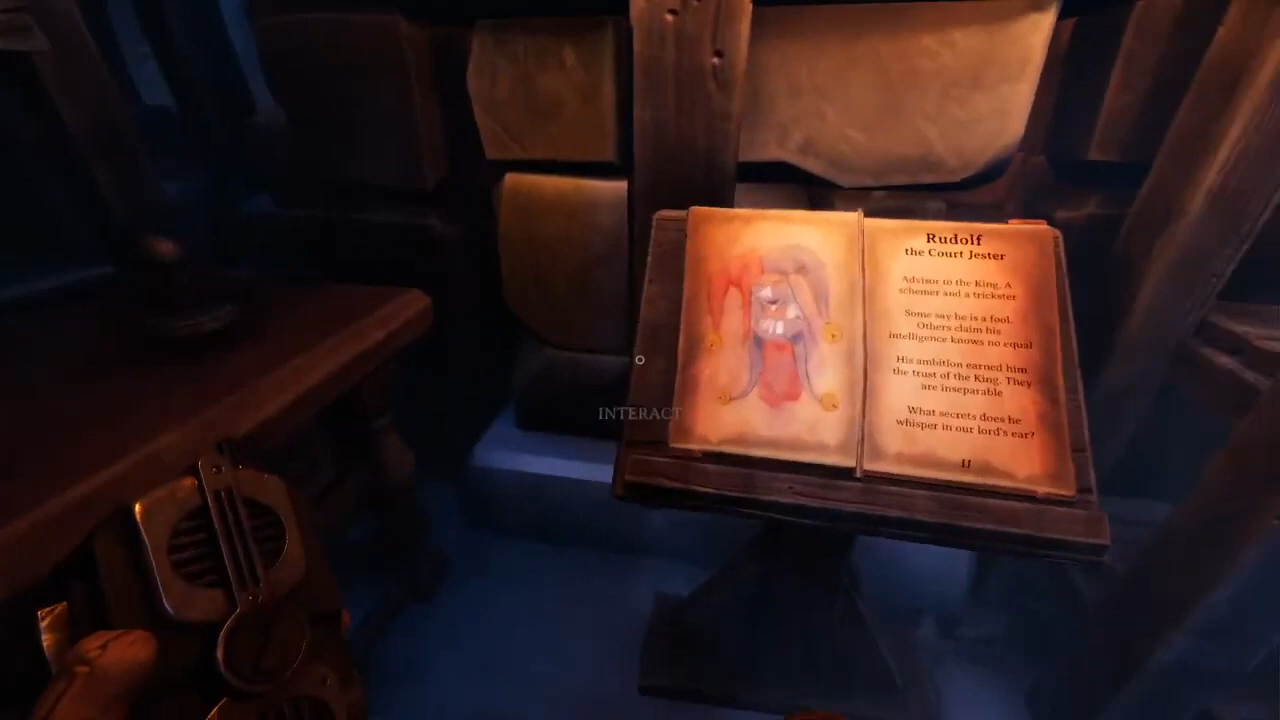 Rudolf
the Court Jester
Advisor to the King. A
schemer and a trickster
Some say he is a fool.
Others claim his
intelligence knows no equal
His ambition earned him
the trust of the King. They
are inseparable
What secrets does he
whisper in our lord's ear?
INTERACT